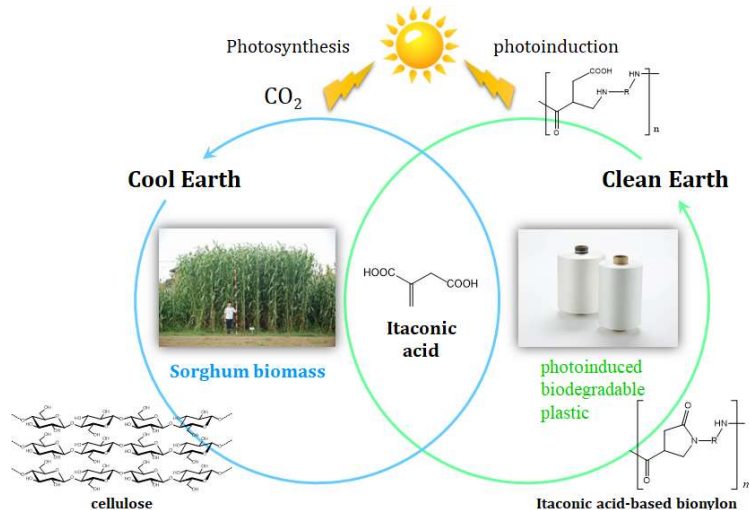 Photosynthesis
photoinduction
CO₂
COOH
HN
HN
R
O
n
Cool Earth
Clean Earth
HOOC
COOH
Itaconic
acid
Sorghum biomass
photoinduced
biodegradable
plastic
O
HN
N
R
O
n
cellulose
Itaconic acid-based bionylon